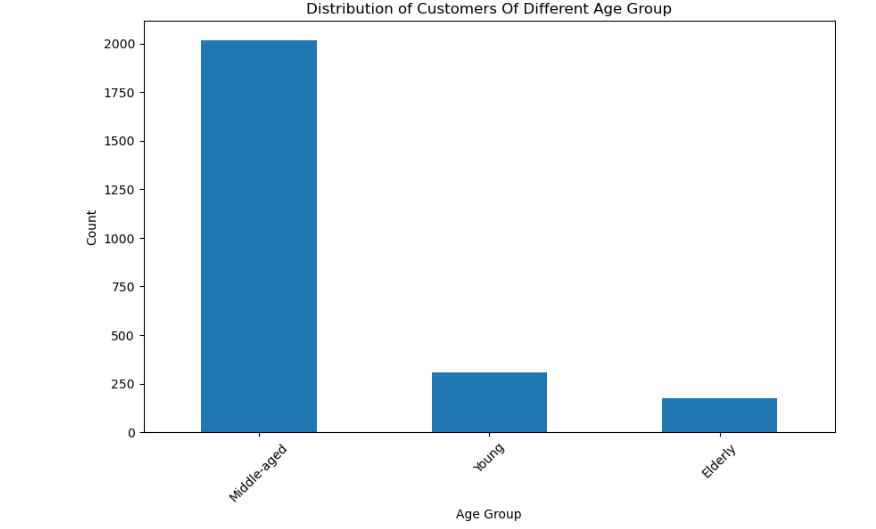 Distribution of Customers Of Different Age Group
2000
1750
1500
1250
1000
750
500
250
0
Count
Middle-aged
Young
Elderly
Age Group